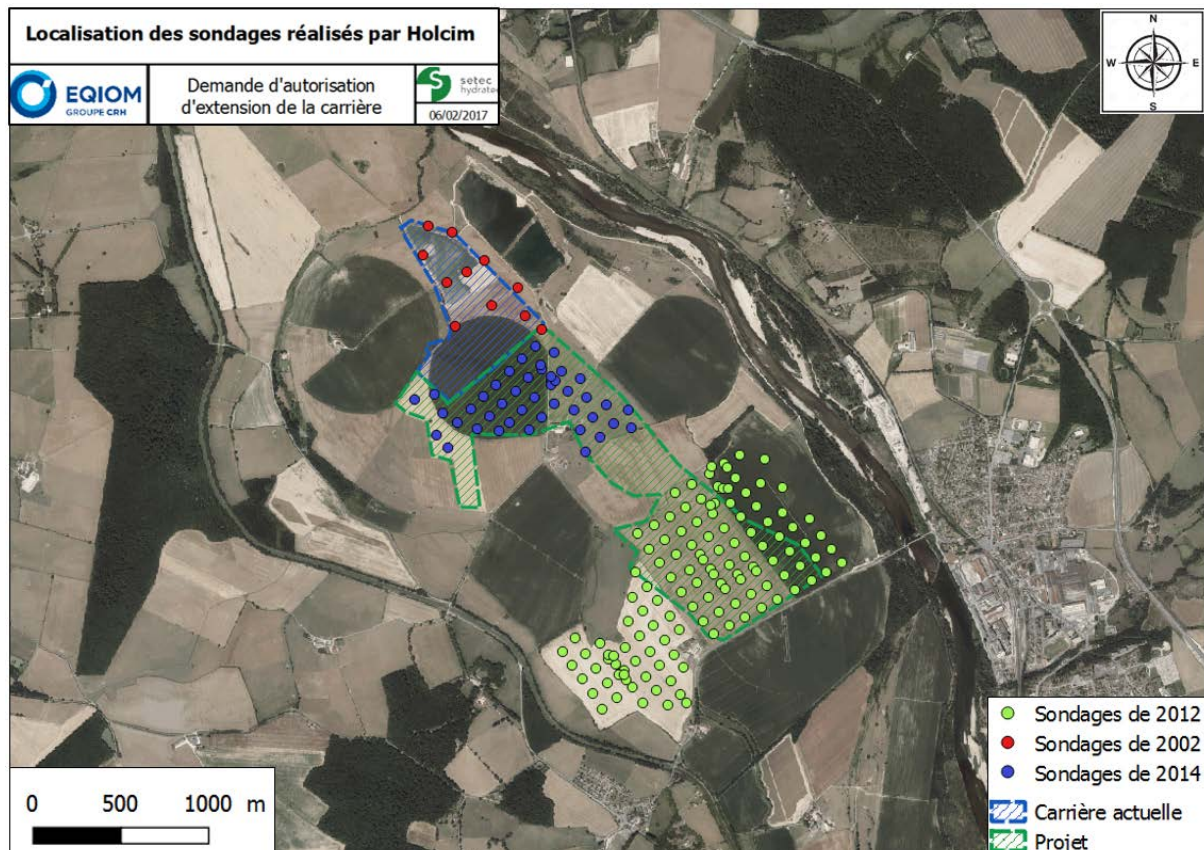 Localisation des sondages réalisés par Holcim
EQIOM
GROUPE CRH
Demande d'autorisation
d'extension de la carrière
setec
hydratec
06/02/2017
N
W E
S
Sondages de 2012
Sondages de 2002
Sondages de 2014
Carrière actuelle
Projet
0 500 1000 m